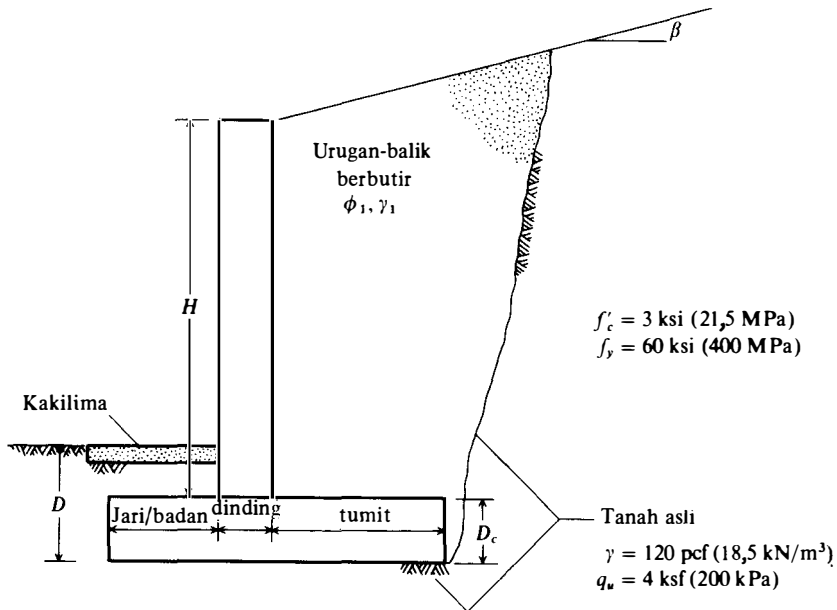 β
Urugan-balik
berbutir
ϕ₁, γ₁
H
f′c = 3 ksi (21,5 MPa)
fy = 60 ksi (400 MPa)
Kakilima
D
Jari/badan
dinding
tumit
Dc
Tanah asli
γ = 120 pcf (18,5 kN/m³)
qu = 4 ksf (200 kPa)